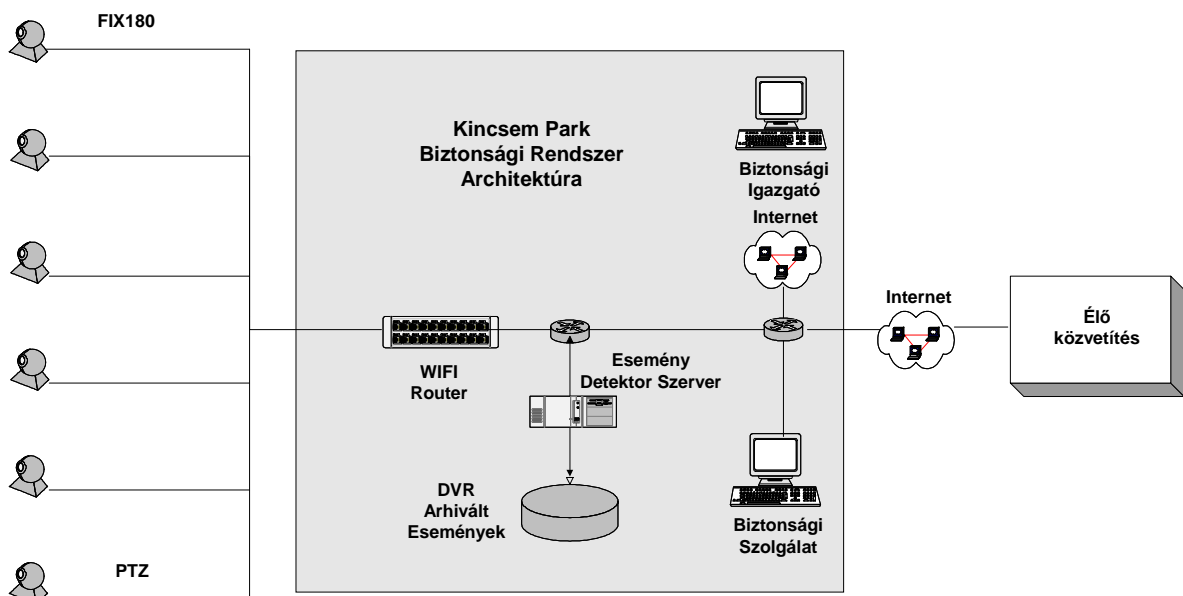 FIX180
Kincsem Park
Biztonsági Rendszer
Architektúra
Biztonsági
Igazgató
Internet
Internet
Élő
közvetítés
WIFI
Router
Esemény
Detektor Szerver
DVR
Arhivált
Események
Biztonsági
Szolgálat
PTZ